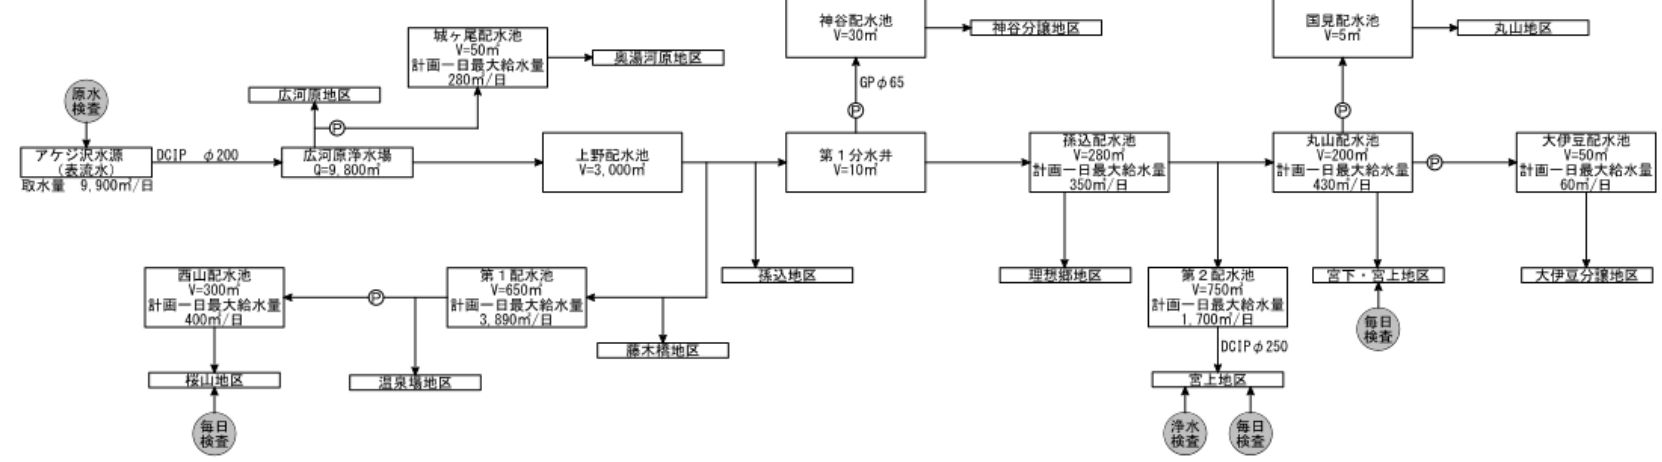 神谷配水池
V=30㎥
神谷分譲地区
国見配水池
V=5㎥
丸山地区
城ヶ尾配水池
V=50㎥
計画一日最大給水量
280㎥/日
奥湯河原地区
原水
検査
広河原地区
P
GPφ65
P
P
アケジ沢水源
(表流水)
取水量 9,900㎥/日
DCIP φ200
広河原浄水場
Q=9,800㎥
上野配水池
V=3,000㎥
第1分水井
V=10㎥
孫込配水池
V=280㎥
計画一日最大給水量
350㎥/日
丸山配水池
V=200㎥
計画一日最大給水量
430㎥/日
P
大伊豆配水池
V=50㎥
計画一日最大給水量
60㎥/日
西山配水池
V=300㎥
計画一日最大給水量
400㎥/日
P
第1配水池
V=650㎥
計画一日最大給水量
3,890㎥/日
孫込地区
理想郷地区
第2配水池
V=750㎥
計画一日最大給水量
1,700㎥/日
宮下・宮上地区
大伊豆分譲地区
毎日
検査
藤木橋地区
DCIPφ250
桜山地区
温泉場地区
宮上地区
毎日
検査
浄水
検査
毎日
検査